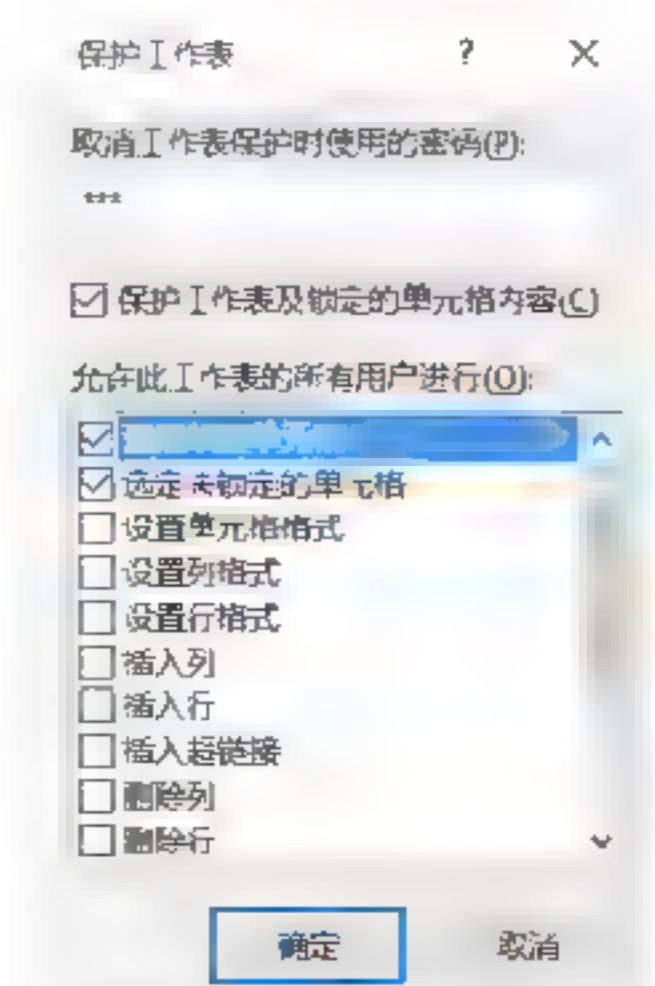 保护工作表
?
取消工作表保护时使用的密码(P):
***
保护工作表及锁定的单元格内容(C)
允许此工作表的所有用户进行(O):
选定未锁定的单元格
设置单元格格式
设置列格式
设置行格式
插入列
插入行
插入超链接
删除列
删除行
确定 取消